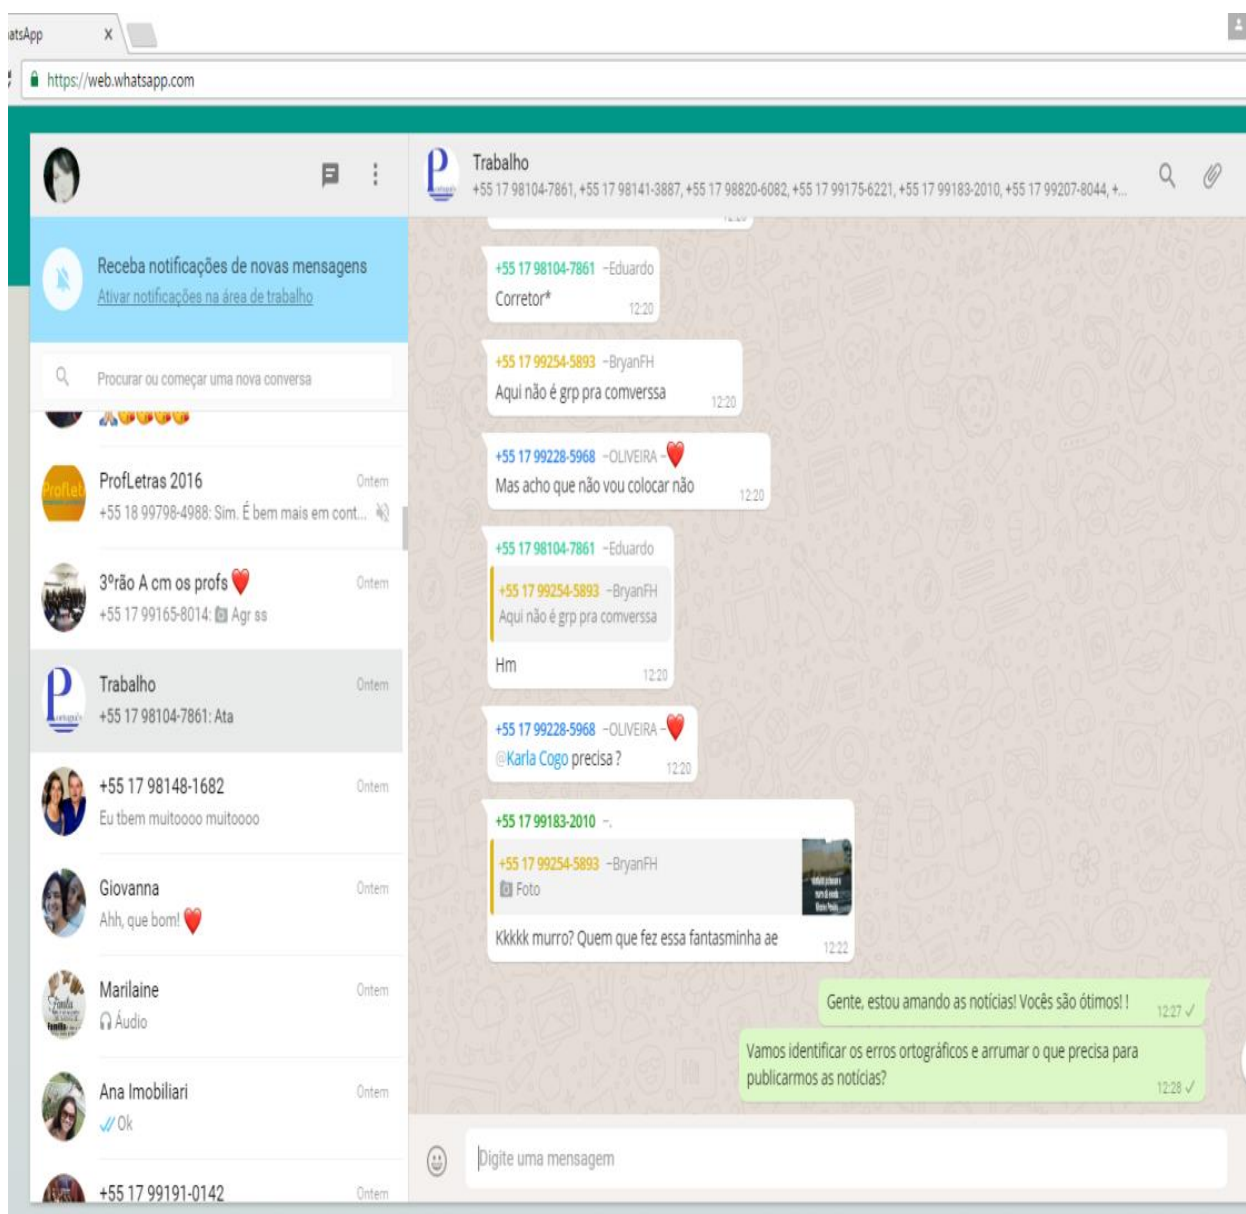 atsApp
https://web.whatsapp.com
Receba notificações de novas mensagens
Ativar notificações na área de trabalho
Procurar ou começar uma nova conversa
ProfLetras 2016
Ontem
+55 18 99798-4988: Sim. É bem mais em cont...
3ºrão A cm os profs ❤️
Ontem
+55 17 99165-8014: 📷 Agr ss
Trabalho
Ontem
+55 17 98104-7861: Ata
+55 17 98148-1682
Ontem
Eu tbem muitoooo muitoooo
Giovanna
Ontem
Ahh, que bom! ❤️
Marilaine
Ontem
Áudio
Ana Imobiliari
Ontem
Ok
+55 17 99191-0142
Ontem
Trabalho
+55 17 98104-7861, +55 17 98141-3887, +55 17 98820-6082, +55 17 99175-6221, +55 17 99183-2010, +55 17 99207-8044, +...
+55 17 98104-7861 ~Eduardo
Corretor*
12:20
+55 17 99254-5893 ~BryanFH
Aqui não é grp pra comverssa
12:20
+55 17 99228-5968 ~OLIVEIRA ~❤️
Mas acho que não vou colocar não
12:20
+55 17 98104-7861 ~Eduardo
+55 17 99254-5893 ~BryanFH
Aqui não é grp pra comverssa
Hm
12:20
+55 17 99228-5968 ~OLIVEIRA ~❤️
@Karla Cogo precisa ?
12:20
+55 17 99183-2010 ~.
+55 17 99254-5893 ~BryanFH
Foto
Kkkkk murro? Quem que fez essa fantasminha ae
12:22
Gente, estou amando as notícias! Vocês são ótimos! !
12:27
Vamos identificar os erros ortográficos e arrumar o que precisa para
publicarmos as notícias?
12:28
Digite uma mensagem